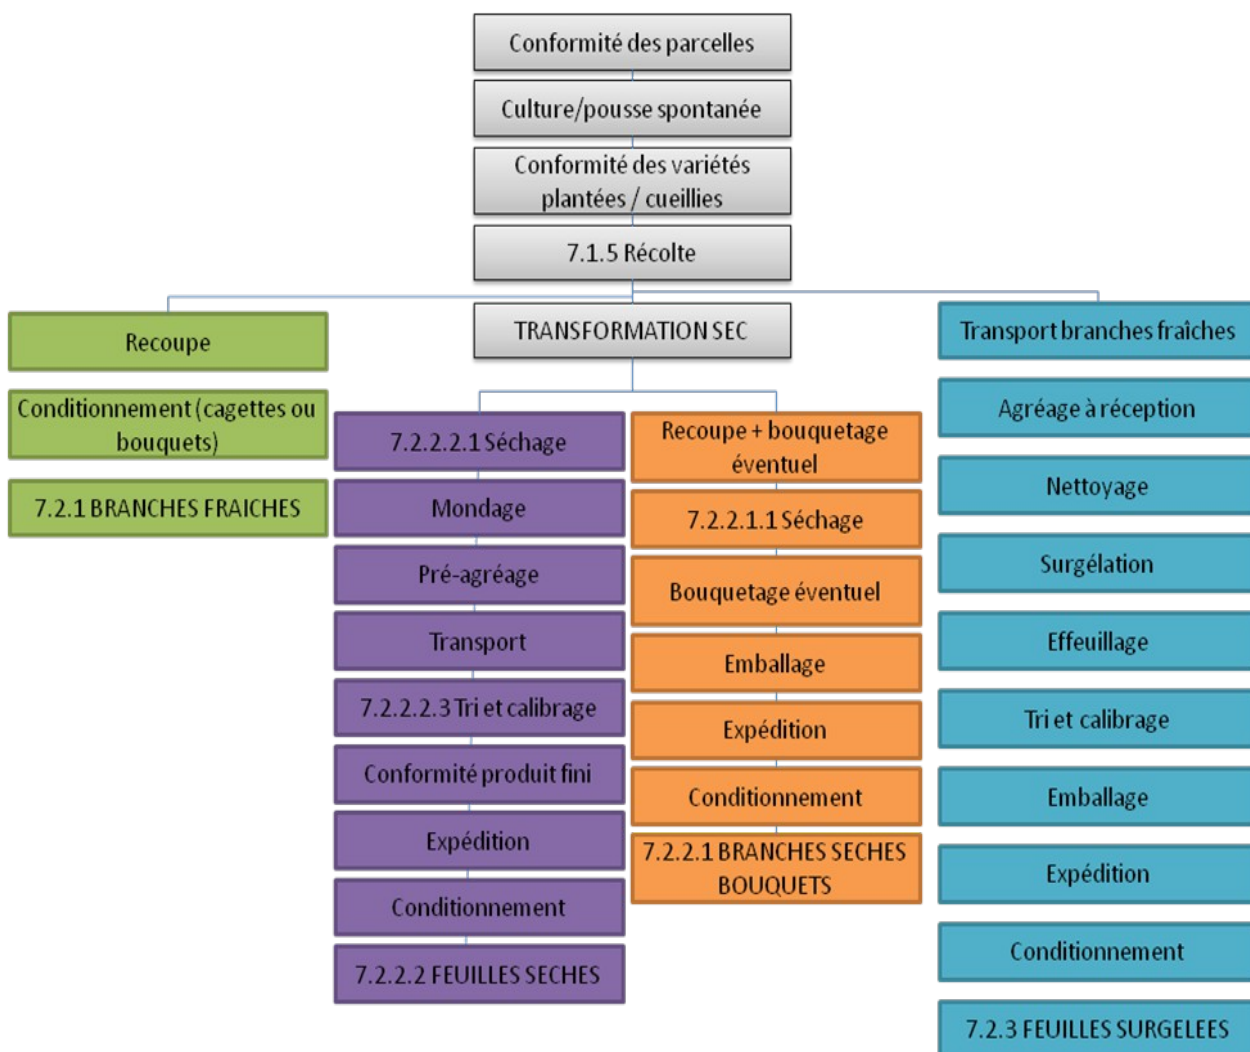 Conformité des parcelles
Culture/pousse spontanée
Conformité des variétés
plantées / cueillies
7.1.5 Récolte
Recoupe
Conditionnement (cagettes ou
bouquets)
7.2.1 BRANCHES FRAICHES
TRANSFORMATION SEC
7.2.2.2.1 Séchage
Mondage
Pré-agréage
Transport
7.2.2.2.3 Tri et calibrage
Conformité produit fini
Expédition
Conditionnement
7.2.2.2 FEUILLES SECHES
Recoupe + bouquetage
éventuel
7.2.2.1.1 Séchage
Bouquetage éventuel
Emballage
Expédition
Conditionnement
7.2.2.1 BRANCHES SECHES
BOUQUETS
Transport branches fraîches
Agréage à réception
Nettoyage
Surgélation
Effeuillage
Tri et calibrage
Emballage
Expédition
Conditionnement
7.2.3 FEUILLES SURGELEES